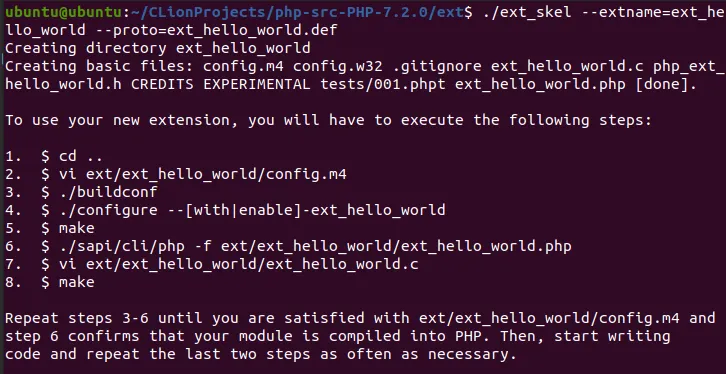 ubuntu@ubuntu:~/CLionProjects/php-src-PHP-7.2.0/ext$ ./ext_skel --extname=ext_he
llo_world --proto=ext_hello_world.def
Creating directory ext_hello_world
Creating basic files: config.m4 config.w32 .gitignore ext_hello_world.c php_ext_
hello_world.h CREDITS EXPERIMENTAL tests/001.phpt ext_hello_world.php [done].

To use your new extension, you will have to execute the following steps:

1.  $ cd ..
2.  $ vi ext/ext_hello_world/config.m4
3.  $ ./buildconf
4.  $ ./configure --[with|enable]-ext_hello_world
5.  $ make
6.  $ ./sapi/cli/php -f ext/ext_hello_world/ext_hello_world.php
7.  $ vi ext/ext_hello_world/ext_hello_world.c
8.  $ make

Repeat steps 3-6 until you are satisfied with ext/ext_hello_world/config.m4 and
step 6 confirms that your module is compiled into PHP. Then, start writing
code and repeat the last two steps as often as necessary.